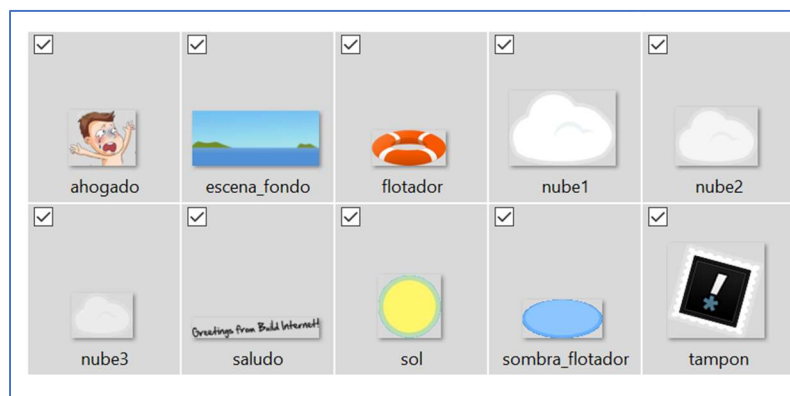 ahogado
escena_fondo
flotador
nube1
nube2
Greetings from Build Internet!
nube3
saludo
sol
sombra_flotador
tampon